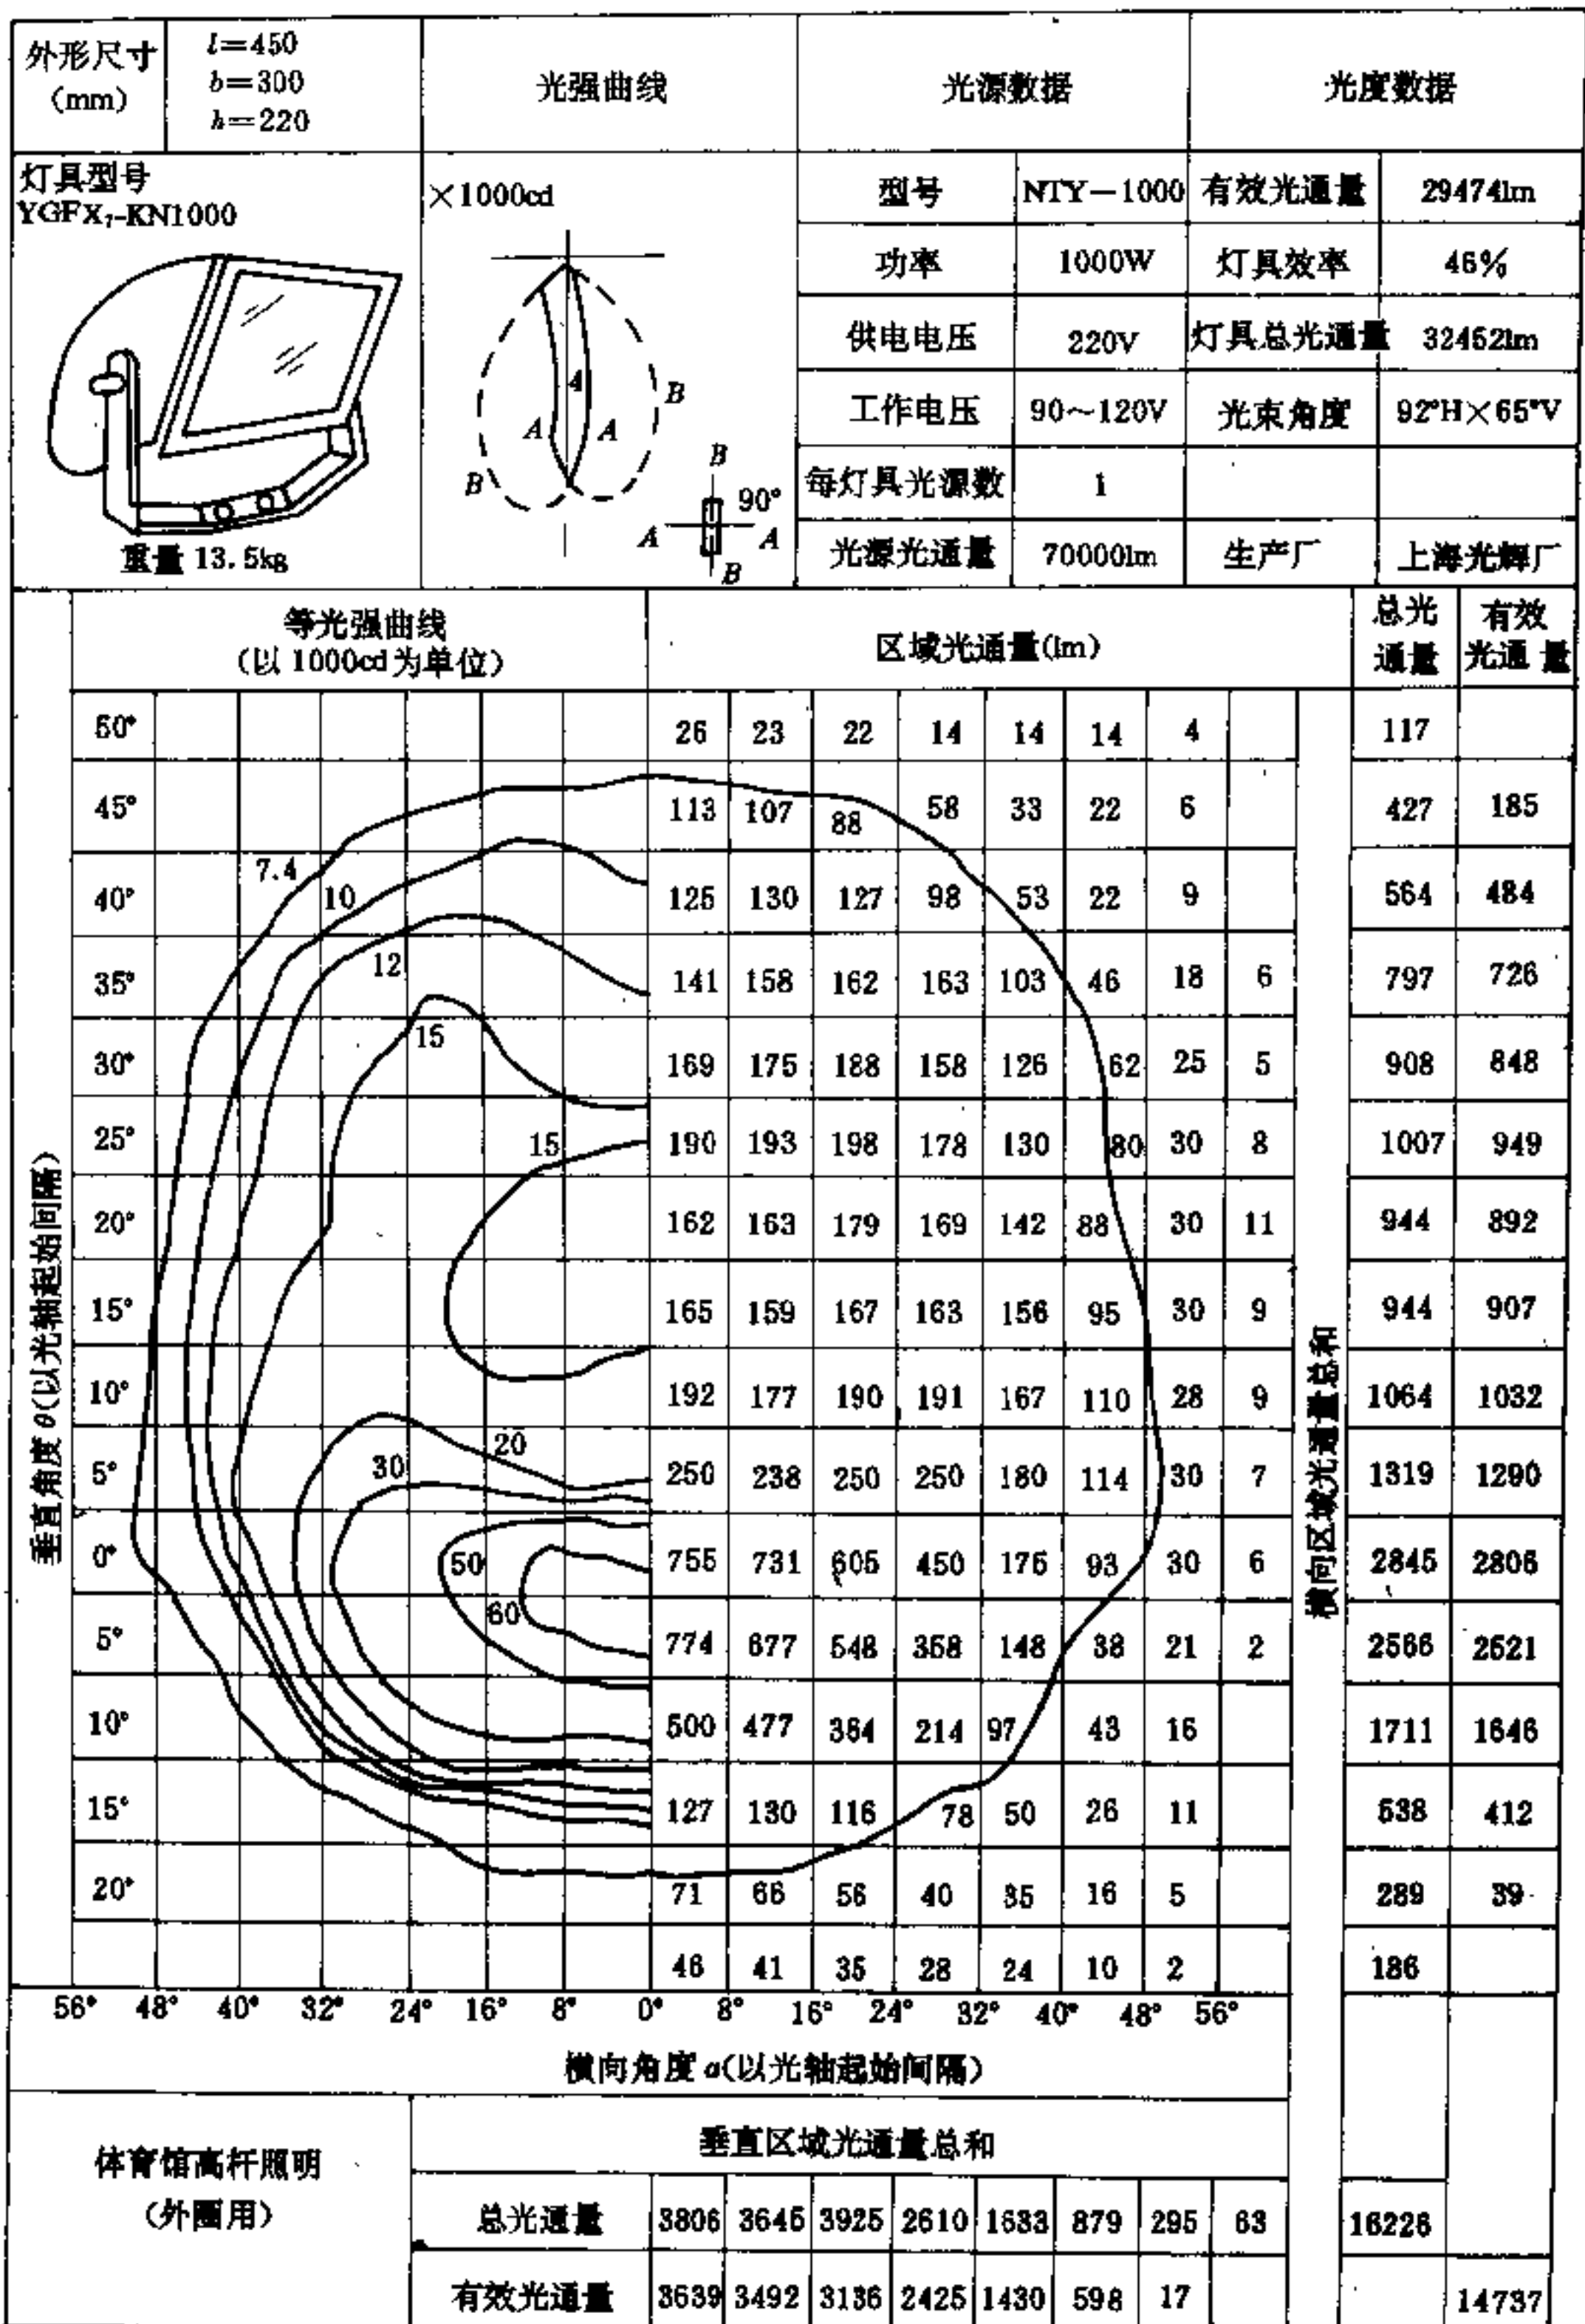 外形尺寸
(mm)
l=450
b=300
h=220
光强曲线
光源数据
光度数据
灯具型号
YGFX₇-KN1000
重量 13.5kg
×1000cd
A
A
A
B
B
B
90°
A
A
B
型号 NTY-1000 有效光通量 29474lm
功率 1000W 灯具效率 46%
供电电压 220V 灯具总光通量 32452lm
工作电压 90～120V 光束角度 92°H×65°V
每灯具光源数 1
光源光通量 70000lm 生产厂 上海光辉厂
等光强曲线
(以 1000cd 为单位)
区域光通量(lm)
总光
通量
有效
光通量
垂直角度 θ(以光轴起始间隔)
横向区域光通量总和
50° 26 23 22 14 14 14 4 117
45° 113 107 88 58 33 22 6 427 185
7.4
40° 10 125 130 127 98 53 22 9 564 484
35° 12 141 158 162 163 103 46 18 6 797 726
15
30° 169 175 188 158 126 62 25 5 908 848
25° 15 190 193 198 178 130 80 30 8 1007 949
20° 162 163 179 169 142 88 30 11 944 892
15° 165 159 167 163 156 95 30 9 944 907
10° 192 177 190 191 167 110 28 9 1064 1032
20
5° 30 250 238 250 250 180 114 30 7 1319 1290
0° 50 755 731 605 450 175 93 30 6 2845 2805
60
5° 774 677 548 358 148 38 21 2 2566 2521
10° 500 477 364 214 97 43 16 1711 1646
15° 127 130 116 78 50 26 11 538 412
20° 71 66 56 40 35 16 5 289 39
46 41 35 28 24 10 2 186
56° 48° 40° 32° 24° 16° 8° 0° 8° 16° 24° 32° 40° 48° 56°
横向角度 α(以光轴起始间隔)
体育馆高杆照明
(外圈用)
垂直区域光通量总和
总光通量 3806 3645 3925 2610 1633 879 295 63 16226
有效光通量 3639 3492 3136 2425 1430 598 17 14737